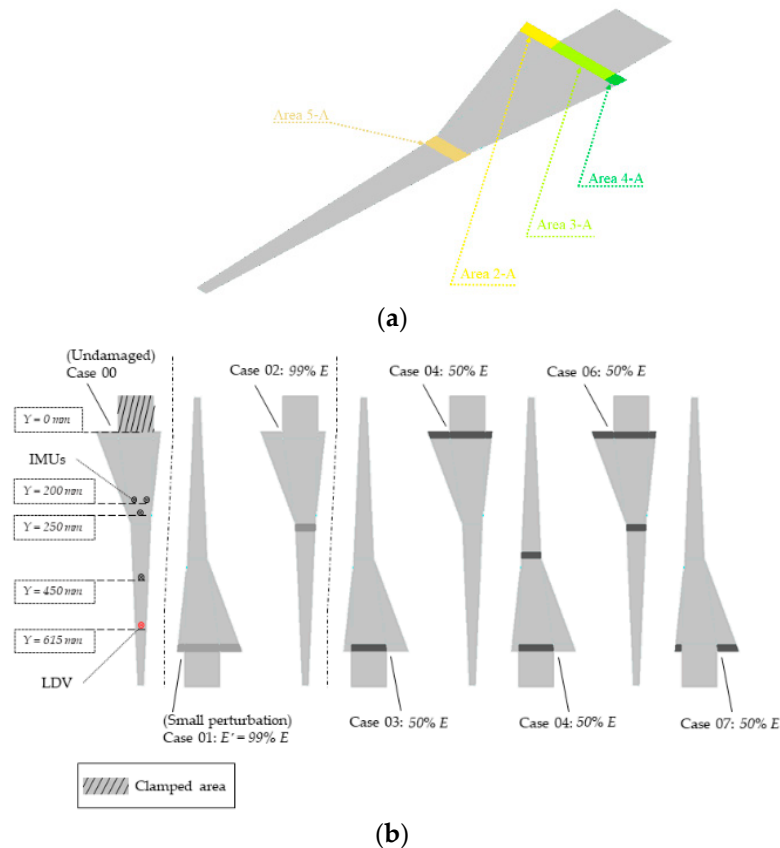 Area 5-A
Area 4-A
Area 3-A
Area 2-A
(a)
(Undamaged)
Case 00
Case 02: 99% E
Case 04: 50% E
Case 06: 50% E
Y = 0 mm
IMUs
Y = 200 mm
Y = 250 mm
Y = 450 mm
Y = 615 mm
LDV
(Small perturbation)
Case 01: E' = 99% E
Case 03: 50% E
Case 04: 50% E
Case 07: 50% E
Clamped area
(b)